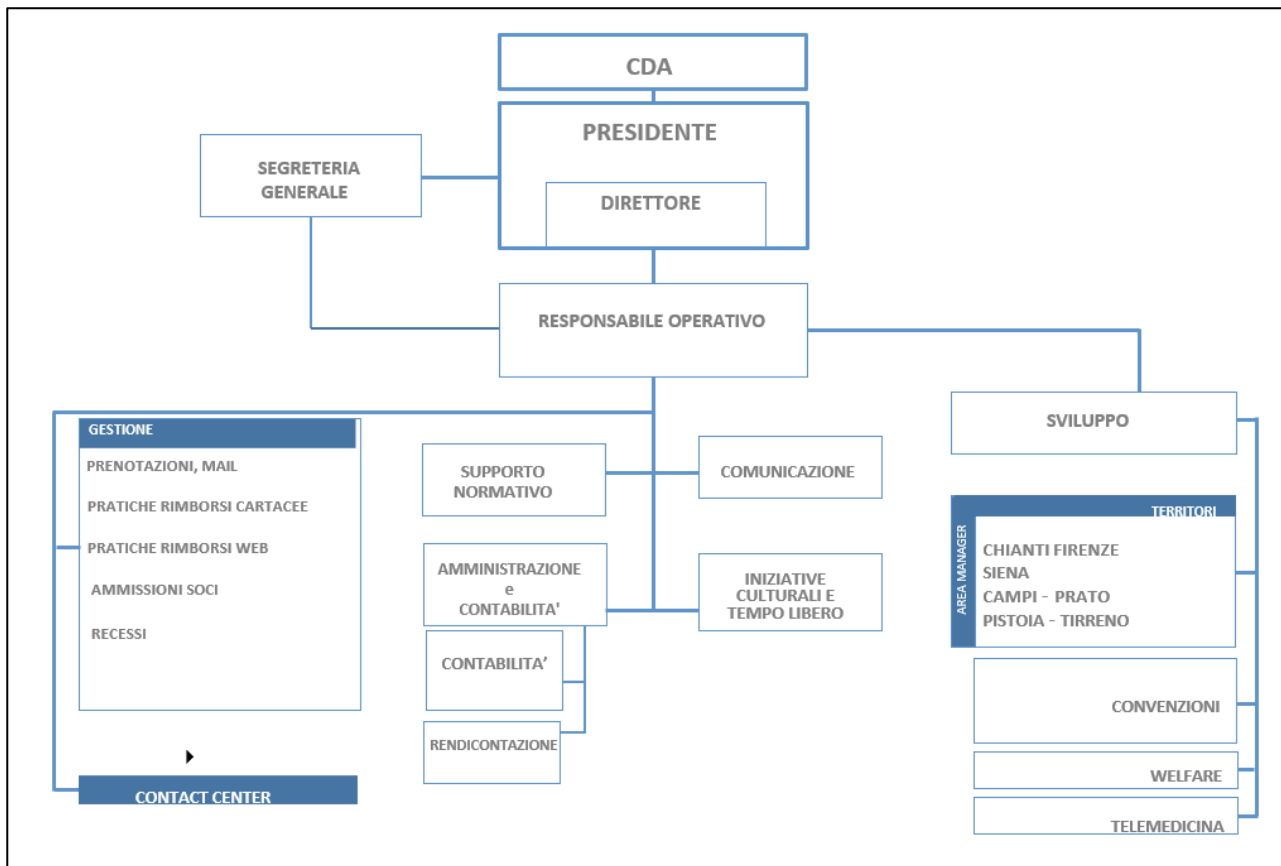 CDA
PRESIDENTE
DIRETTORE
SEGRETERIA
GENERALE
RESPONSABILE OPERATIVO
GESTIONE
PRENOTAZIONI, MAIL
PRATICHE RIMBORSI CARTACEE
PRATICHE RIMBORSI WEB
AMMISSIONI SOCI
RECESSI
CONTACT CENTER
SUPPORTO
NORMATIVO
AMMINISTRAZIONE
e
CONTABILITA'
CONTABILITA’
RENDICONTAZIONE
COMUNICAZIONE
INIZIATIVE
CULTURALI E
TEMPO LIBERO
SVILUPPO
TERRITORI
AREA MANAGER
CHIANTI FIRENZE
SIENA
CAMPI - PRATO
PISTOIA - TIRRENO
CONVENZIONI
WELFARE
TELEMEDICINA